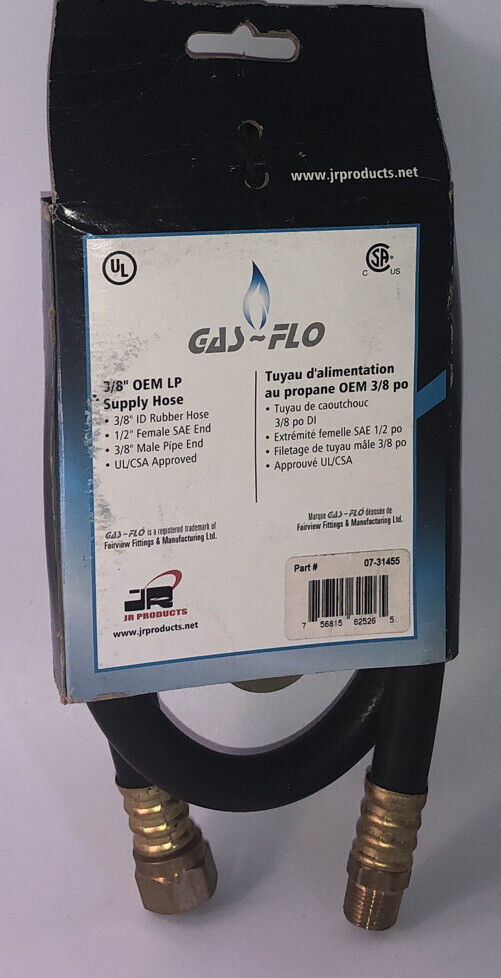 www.jrproducts.net
UL
SA
C US
GAS~FLO
3/8" OEM LP
Supply Hose
• 3/8" ID Rubber Hose
• 1/2" Female SAE End
• 3/8" Male Pipe End
• UL/CSA Approved
Tuyau d'alimentation
au propane OEM 3/8 po
• Tuyau de caoutchouc
3/8 po DI
• Extrémité femelle SAE 1/2 po
• Filetage de tuyau mâle 3/8 po
• Approuvé UL/CSA
GAS~FLO is a registered trademark of
Fairview Fittings & Manufacturing Ltd.
Marque GAS~FLO déposée de
Fairview Fittings & Manufacturing Ltd.
JR
JR PRODUCTS
www.jrproducts.net
Part # 07-31455
7 56815 62526 5